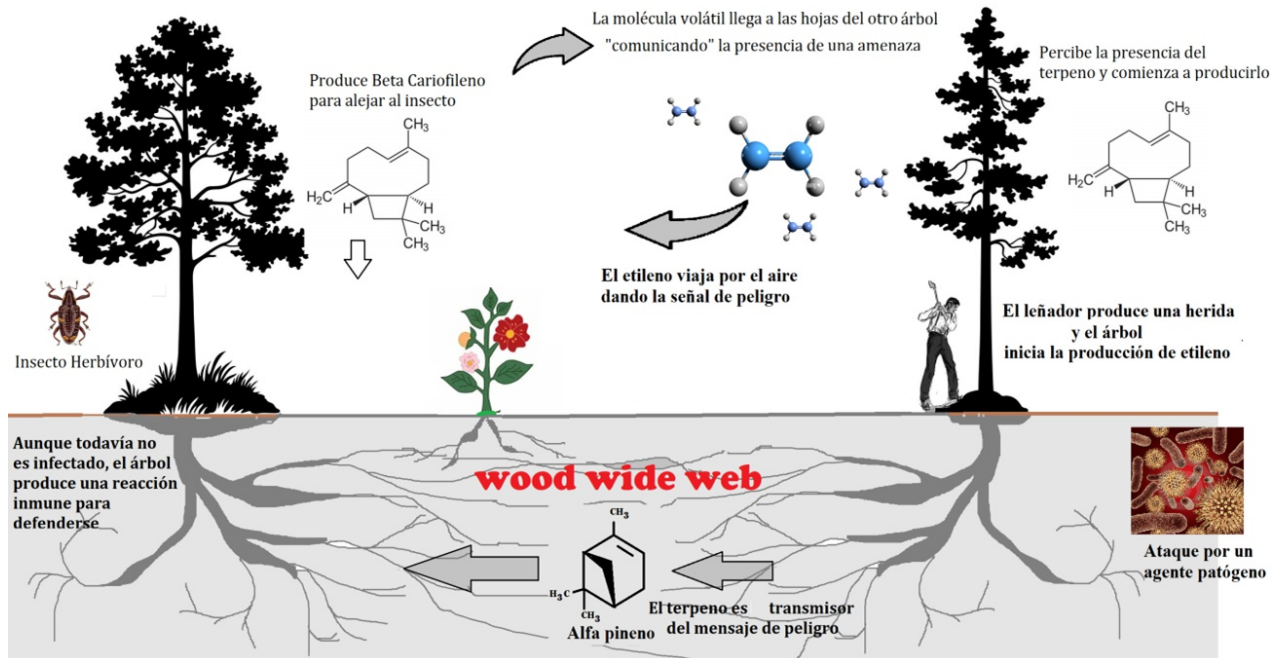 La molécula volátil llega a las hojas del otro árbol
"comunicando" la presencia de una amenaza
Produce Beta Cariofileno
para alejar al insecto
CH₃
H₂C
H
H
CH₃
CH₃
Percibe la presencia del
terpeno y comienza a producirlo
CH₃
H₂C
H
H
CH₃
CH₃
El etileno viaja por el aire
dando la señal de peligro
El leñador produce una herida
y el árbol
inicia la producción de etileno
Insecto Herbívoro
Aunque todavía no
es infectado, el árbol
produce una reacción
inmune para
defenderse
wood wide web
CH₃
H₃C
CH₃
Alfa pineno
El terpeno es transmisor
del mensaje de peligro
Ataque por un
agente patógeno